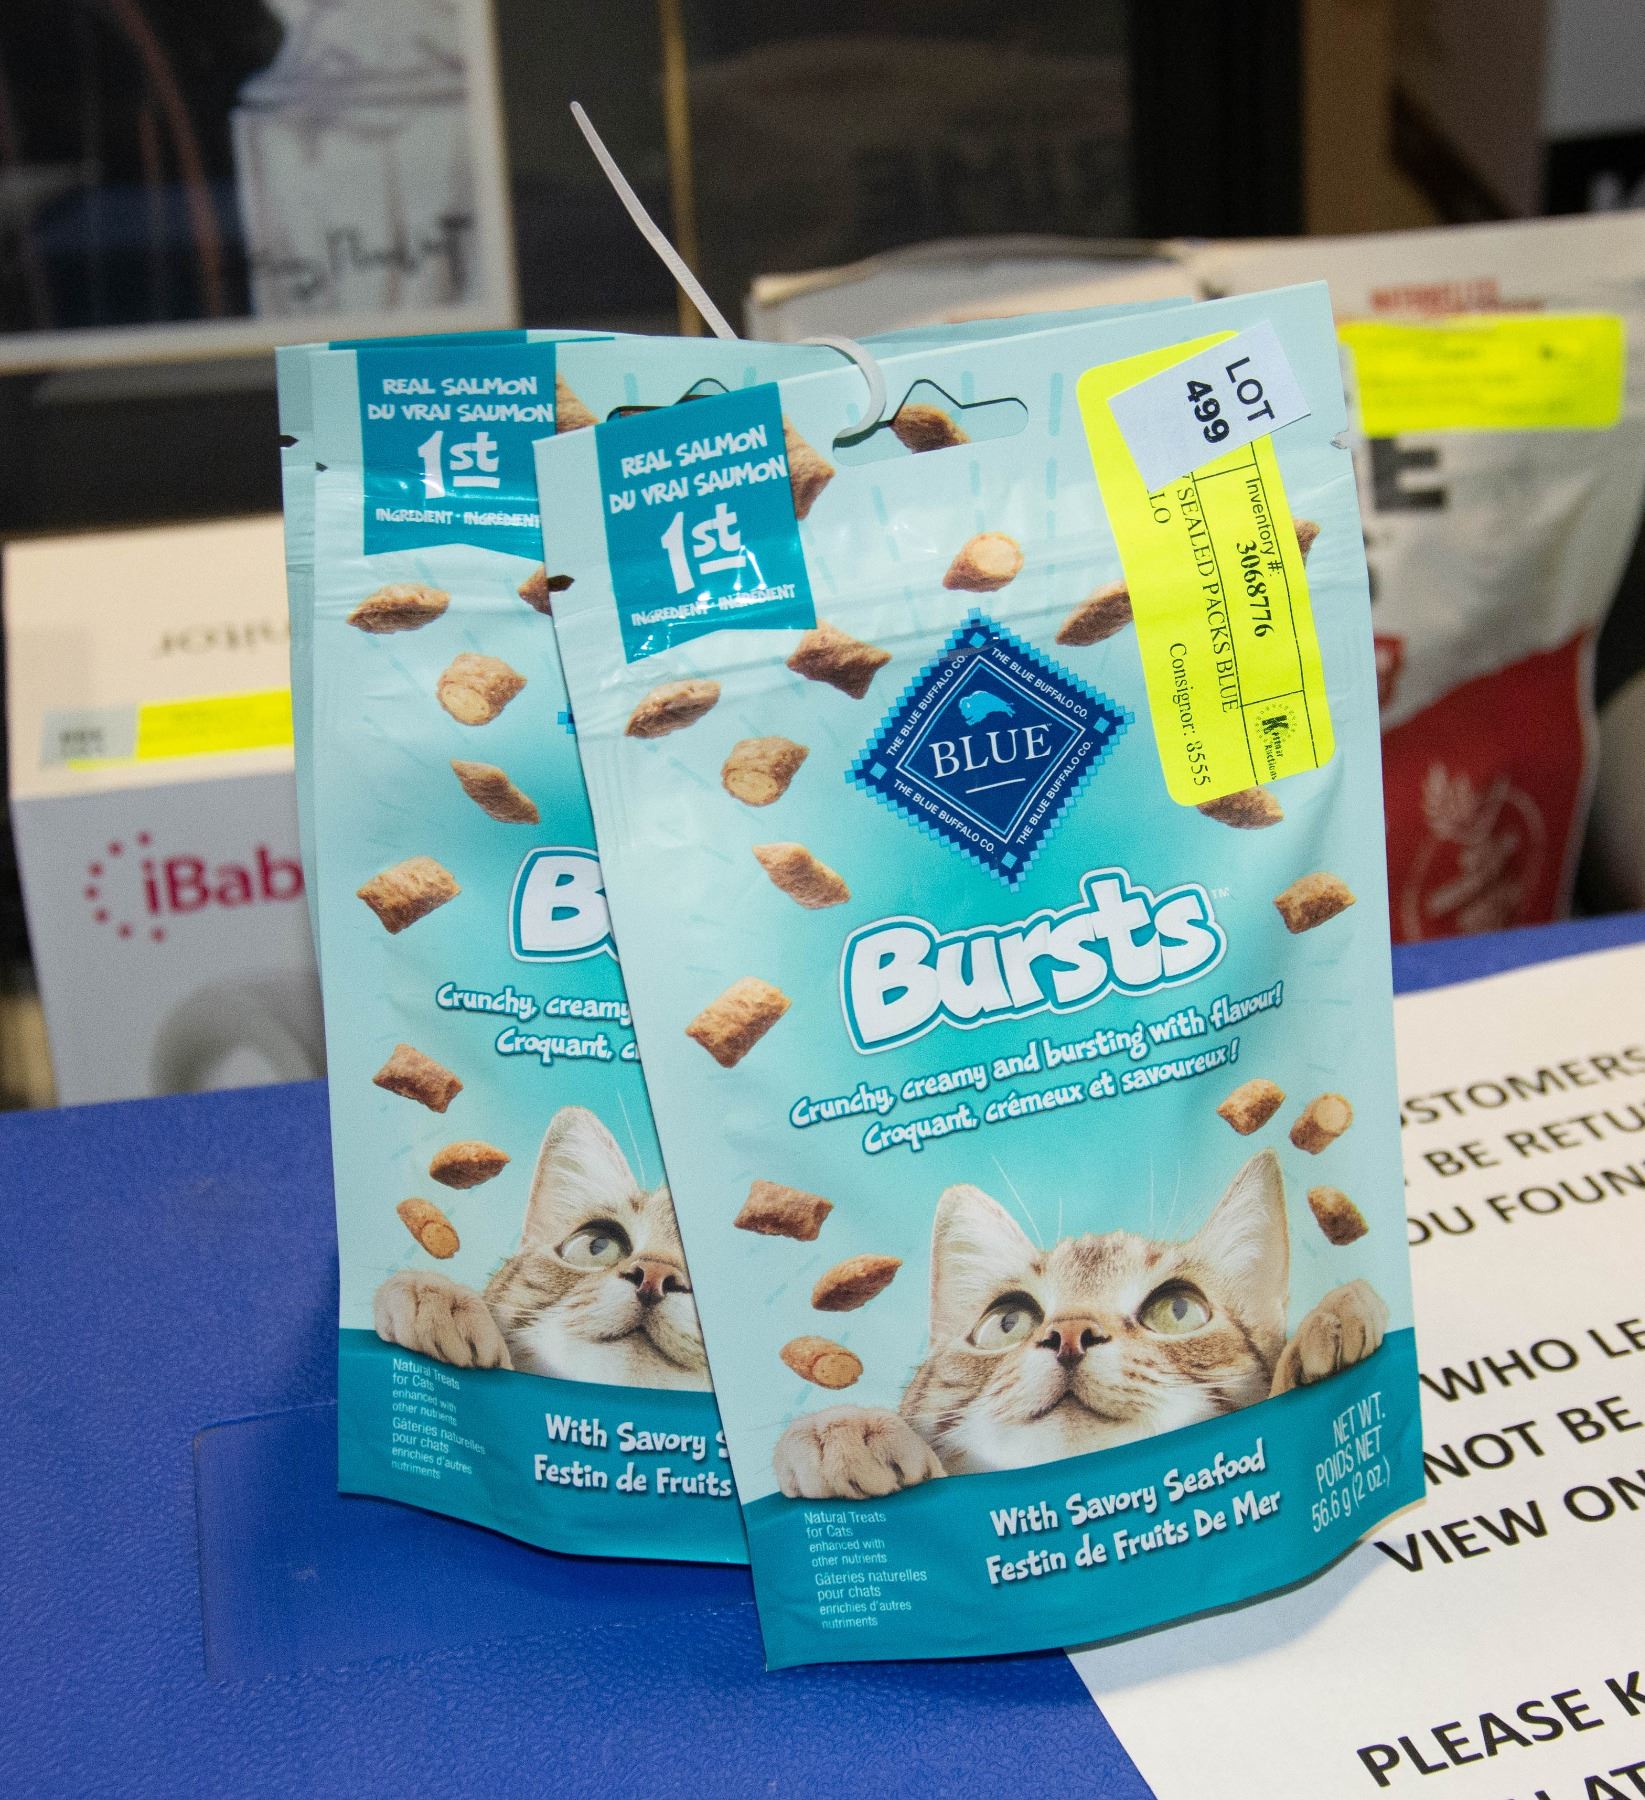 REAL SALMON
DU VRAI SAUMON
1st
INGREDIENT · INGRÉDIENT
REAL SALMON
DU VRAI SAUMON
1st
INGREDIENT · INGRÉDIENT
LOT
499
Inventory #:
3068776
SEALED PACKS BLUE
LO
Consignor: 8555
THE BLUE BUFFALO CO.
THE BLUE BUFFALO CO.
BLUE
THE BLUE BUFFALO CO.
THE BLUE BUFFALO CO.
Bursts™
Crunchy, creamy and bursting with flavour!
Croquant, crémeux et savoureux!
Crunchy, creamy
Croquant, c
iBab
Natural Treats
for Cats
enhanced with
other nutrients
Gâteries naturelles
pour chats
enrichies d'autres
nutriments
With Savory S
Festin de Fruits
Natural Treats
for Cats
enhanced with
other nutrients
Gâteries naturelles
pour chats
enrichies d'autres
nutriments
With Savory Seafood
Festin de Fruits De Mer
NET WT.
POIDS NET
56.6 g (2 oz.)
STOMERS
BE RETU
OU FOUN
WHO LE
NOT BE
VIEW ON
PLEASE K